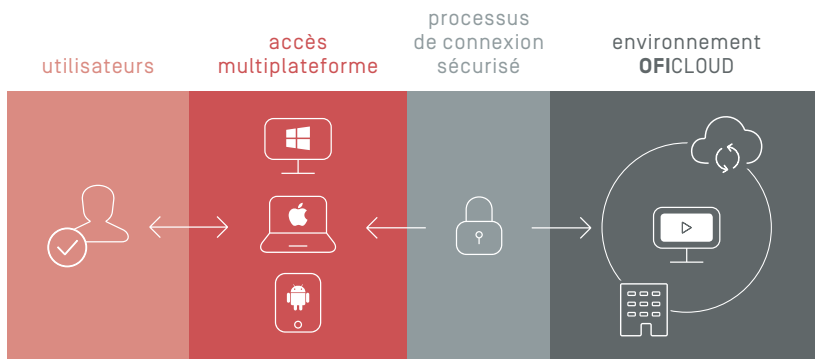 utilisateurs
accès
multiplateforme
processus
de connexion
sécurisé
environnement
OFICLOUD